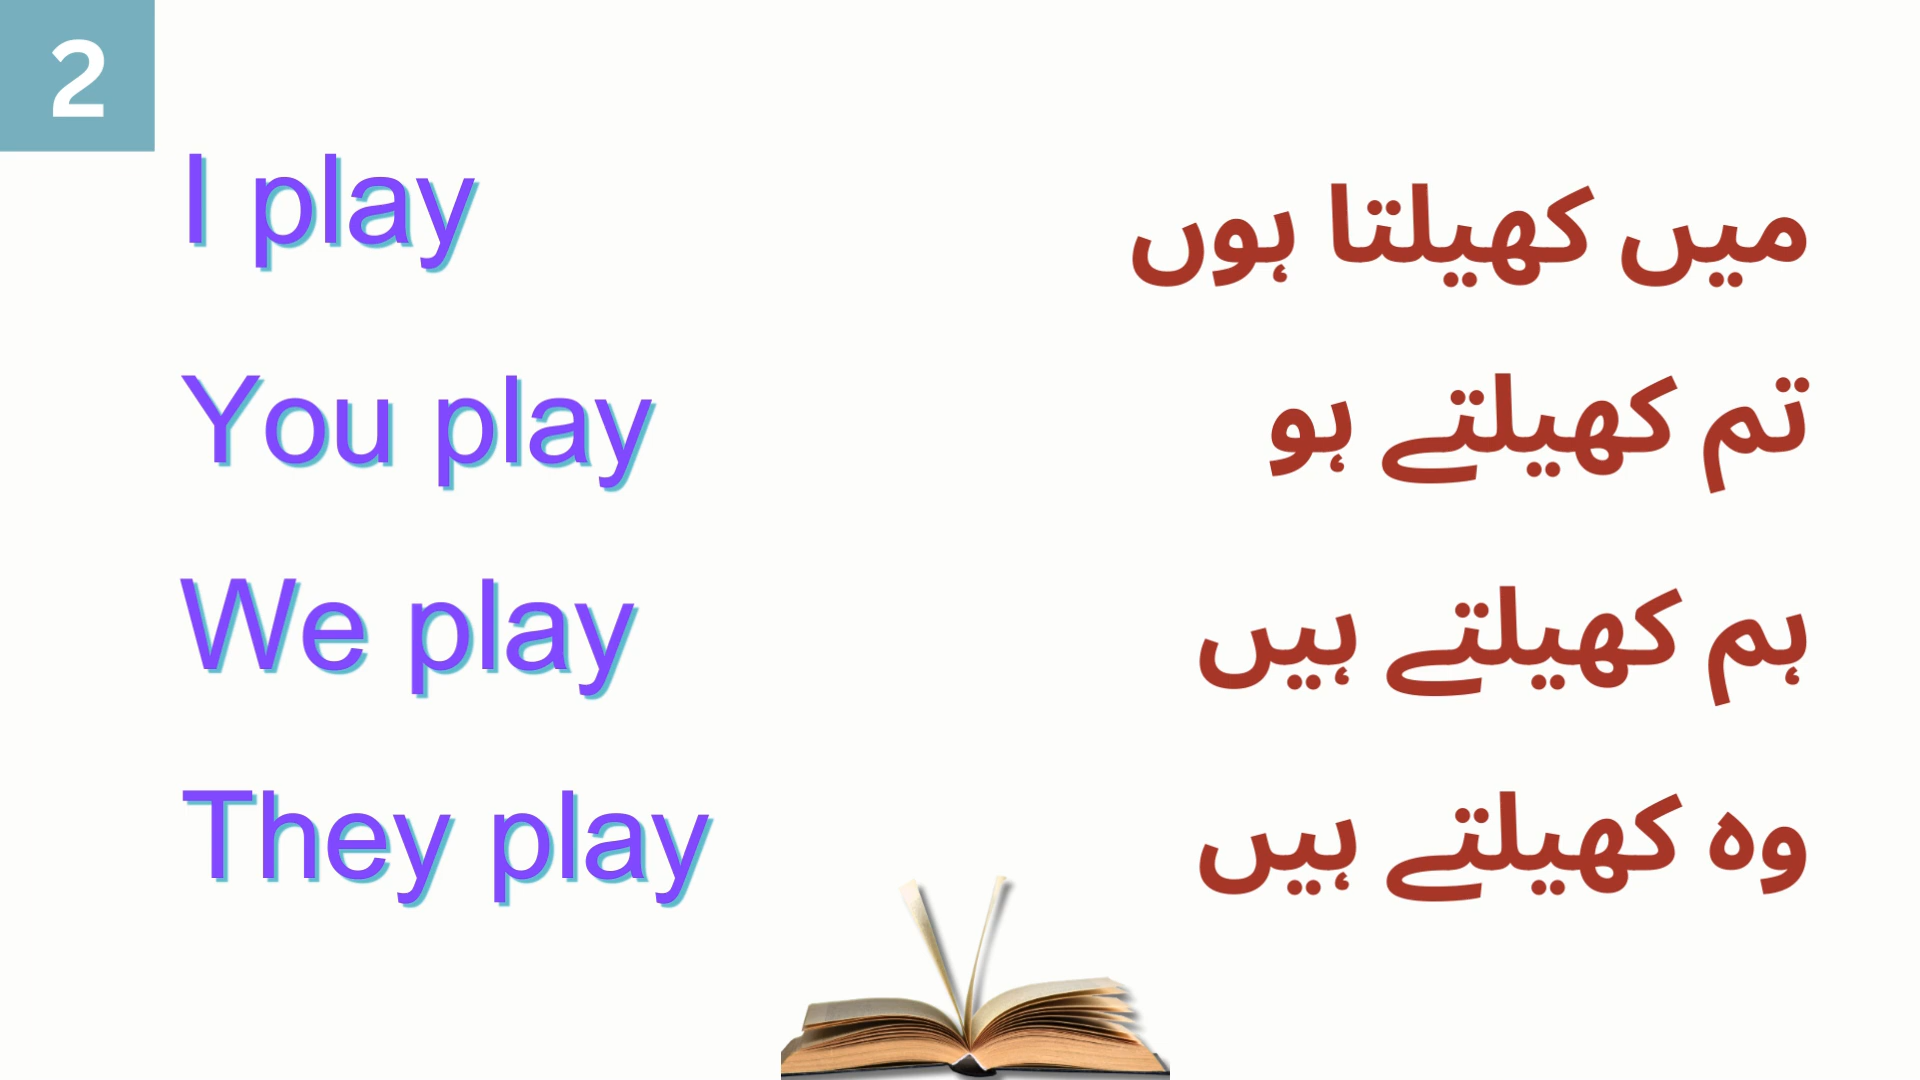 2
I play
میں کھیلتا ہوں
You play
تم کھیلتے ہو
We play
ہم کھیلتے ہیں
They play
وہ کھیلتے ہیں